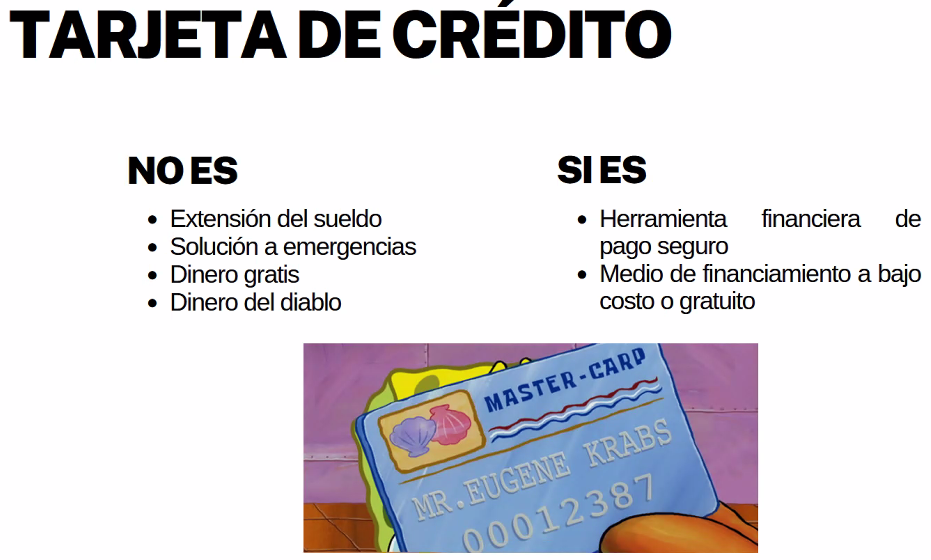 TARJETA DE CRÉDITO
NO ES
Extensión del sueldo
Solución a emergencias
Dinero gratis
Dinero del diablo
SI ES
Herramienta financiera de
pago seguro
Medio de financiamiento a bajo
costo o gratuito
MASTER-CARP
MR. EUGENE KRABS
00012387